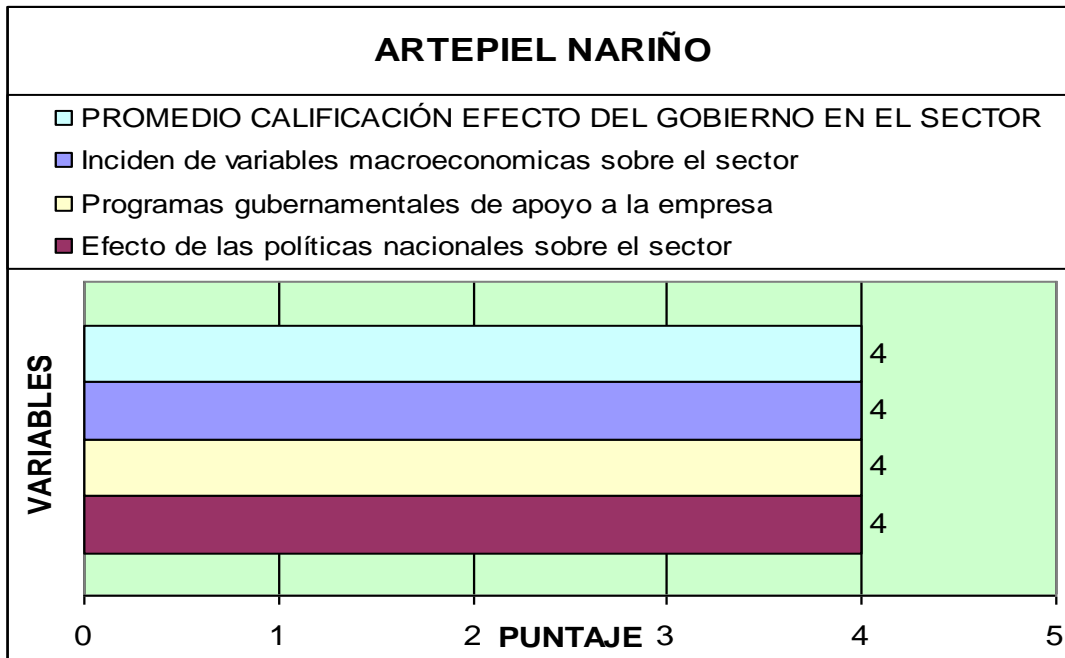 ARTEPIEL NARIÑO
PROMEDIO CALIFICACIÓN EFECTO DEL GOBIERNO EN EL SECTOR
Inciden de variables macroeconomicas sobre el sector
Programas gubernamentales de apoyo a la empresa
Efecto de las políticas nacionales sobre el sector
VARIABLES
4
4
4
4
0 1 2 3 4 5
PUNTAJE